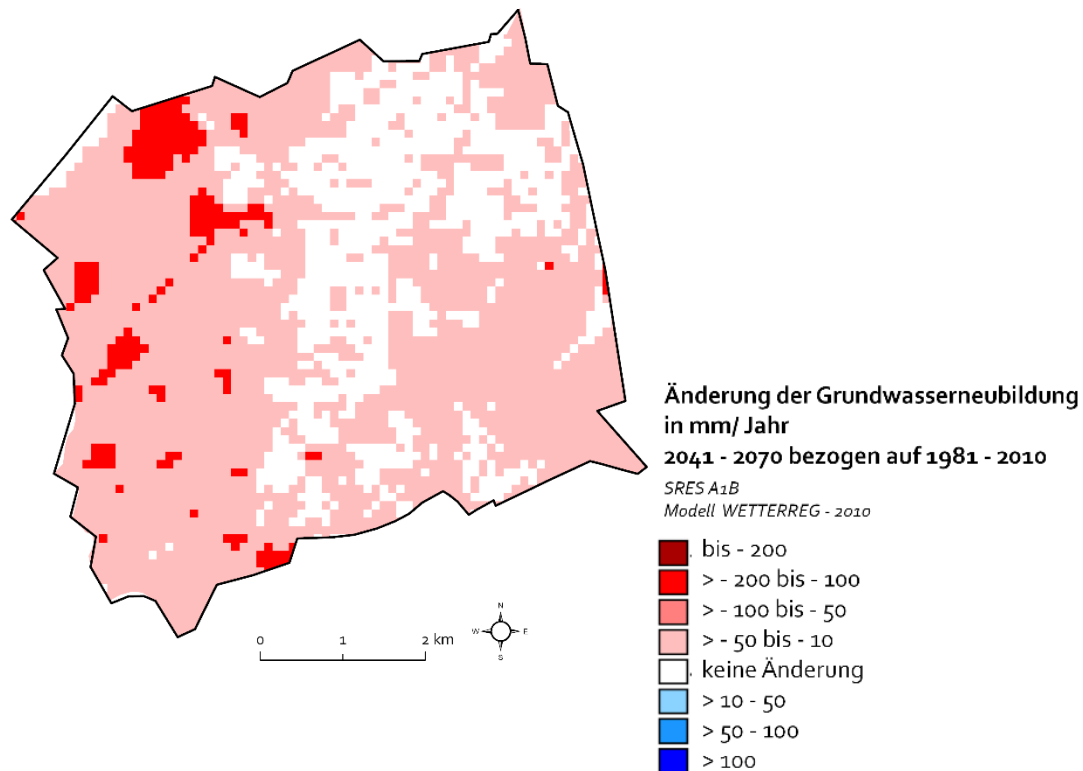 Änderung der Grundwasserneubildung
in mm/ Jahr
2041 - 2070 bezogen auf 1981 - 2010
SRES A1B
Modell WETTERREG - 2010
bis - 200
> - 200 bis - 100
> - 100 bis - 50
> - 50 bis - 10
keine Änderung
> 10 - 50
> 50 - 100
> 100
0 1 2 km
N
W E
S